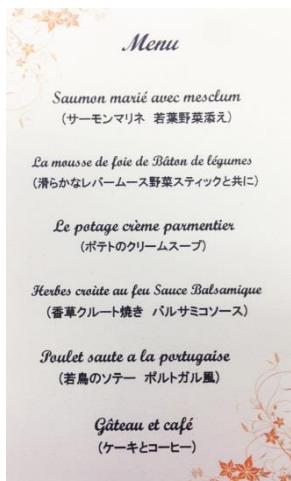 Menu
Saumon marié avec mesclum
(サーモンマリネ 若葉野菜添え)
La mousse de foie de Bâton de légumes
(滑らかなレバームース野菜スティックと共に)
Le potage crème parmentier
(ポテトのクリームスープ)
Herbes croùte au feu Sauce Balsamique
(香草クルート焼き バルサミコソース)
Poulet saute a la portugaise
(若鳥のソテー ポルトガル風)
Gâteau et café
(ケーキとコーヒー)